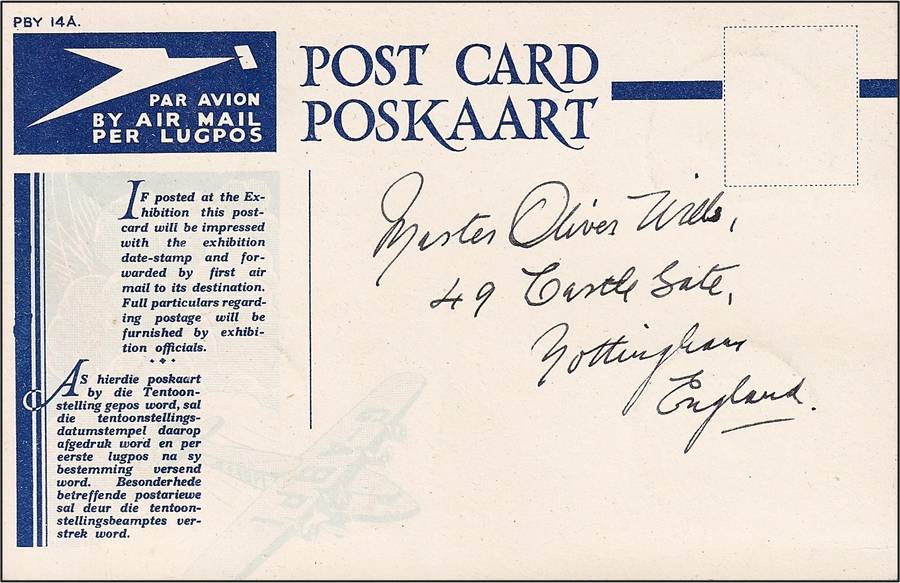 PBY 14A.
PAR AVION
BY AIR MAIL
PER LUGPOS
POST CARD
POSKAART
IF posted at the Ex-
hibition this post-
card will be impressed
with the exhibition
date-stamp and for-
warded by first air
mail to its destination.
Full particulars regard-
ing postage will be
furnished by exhibi-
tion officials.
AS hierdie poskaart
by die Tentoon-
stelling gepos word, sal
die tentoonstellings-
datumstempel daarop
afgedruk word en per
eerste lugpos na sy
bestemming versend
word. Besonderhede
betreffende postariewe
sal deur die tentoon-
stellingsbeamptes ver-
strek word.
Master Oliver Wills,
49 Castle Gate,
Nottingham
England.